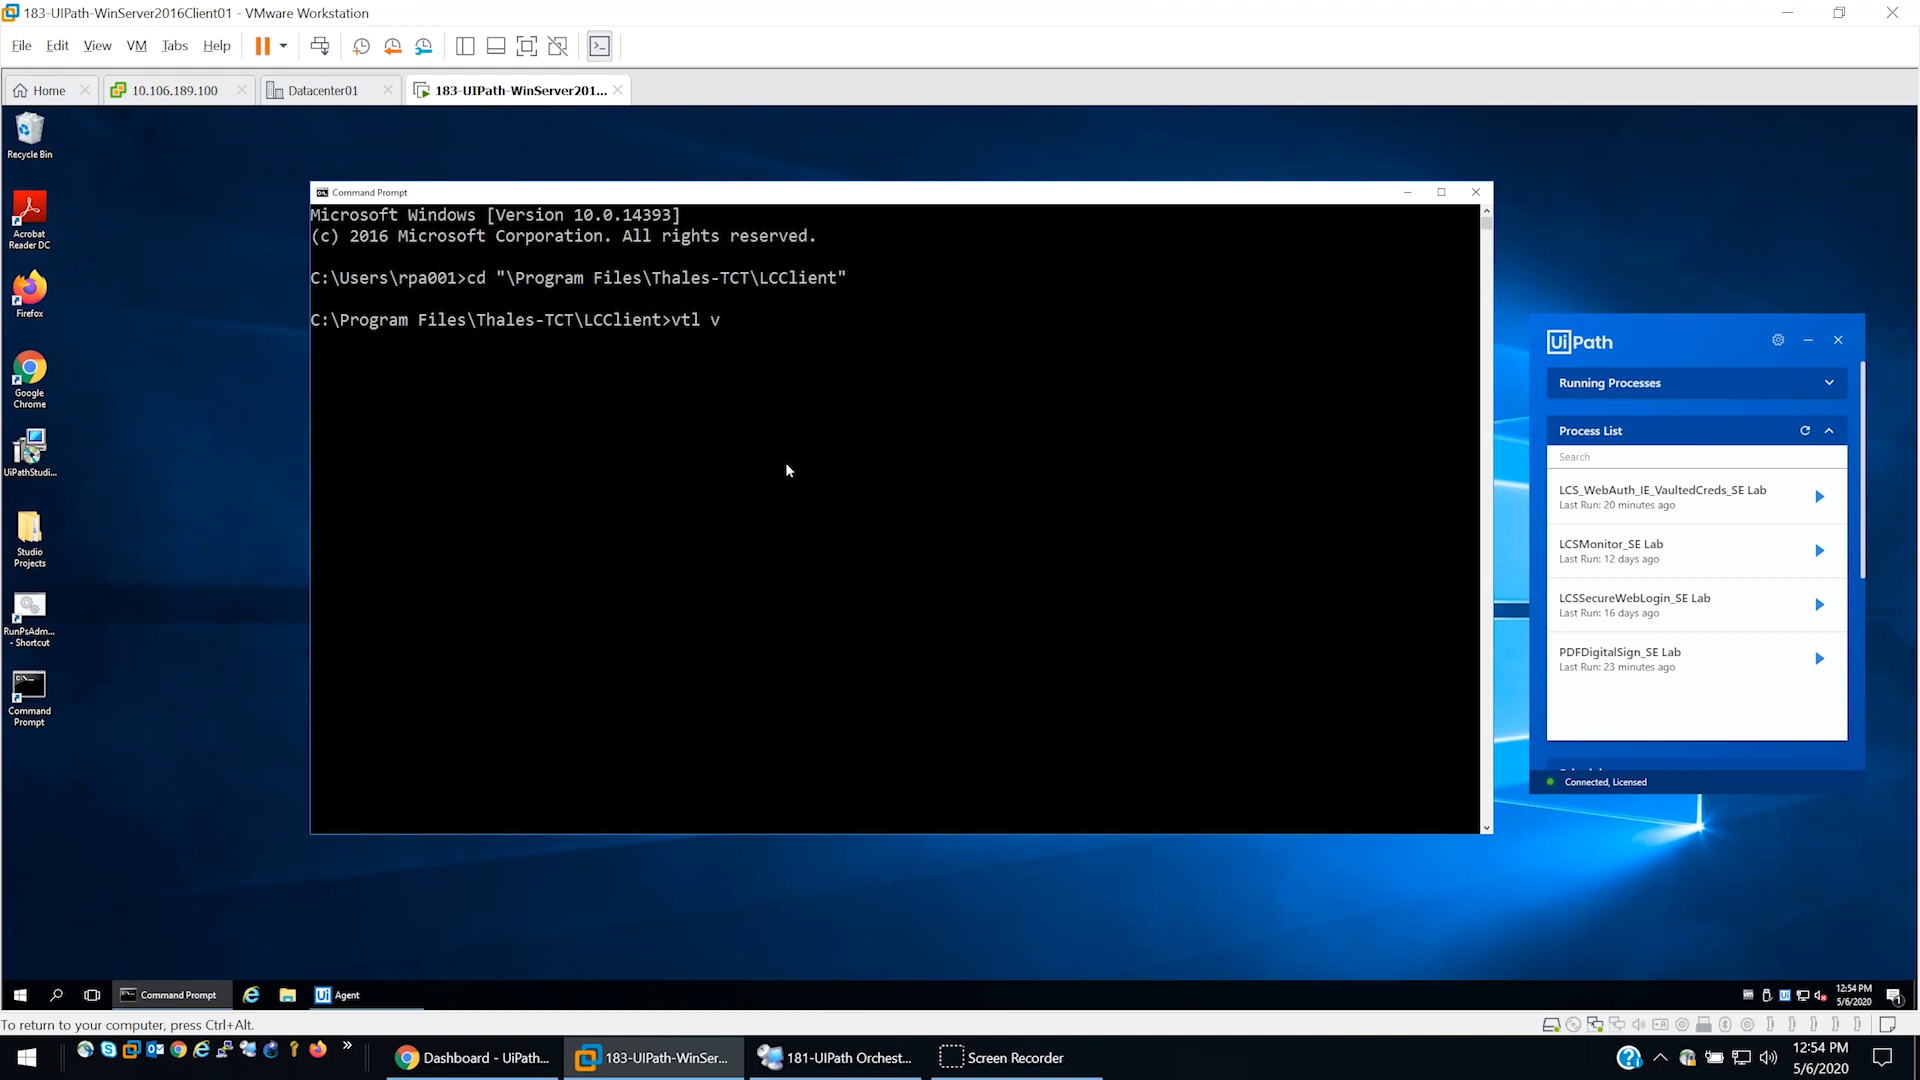 183-UIPath-WinServer2016Client01 - VMware Workstation
File Edit View VM Tabs Help
Home
10.106.189.100
Datacenter01
183-UIPath-WinServer201...
Recycle Bin
Acrobat
Reader DC
Firefox
Google
Chrome
UiPathStudi...
Studio
Projects
RunPsAdm...
- Shortcut
Command
Prompt
Command Prompt
Microsoft Windows [Version 10.0.14393]
(c) 2016 Microsoft Corporation. All rights reserved.
C:\Users\rpa001>cd "\Program Files\Thales-TCT\LCClient"
C:\Program Files\Thales-TCT\LCClient>vtl v
UiPath
Running Processes
Process List
Search
LCS_WebAuth_IE_VaultedCreds_SE Lab
Last Run: 20 minutes ago
LCSMonitor_SE Lab
Last Run: 12 days ago
LCSSecureWebLogin_SE Lab
Last Run: 16 days ago
PDFDigitalSign_SE Lab
Last Run: 23 minutes ago
Connected, Licensed
Command Prompt
Ui Agent
12:54 PM
5/6/2020
To return to your computer, press Ctrl+Alt.
Dashboard - UiPath...
183-UIPath-WinSer...
181-UIPath Orchest...
Screen Recorder
12:54 PM
5/6/2020